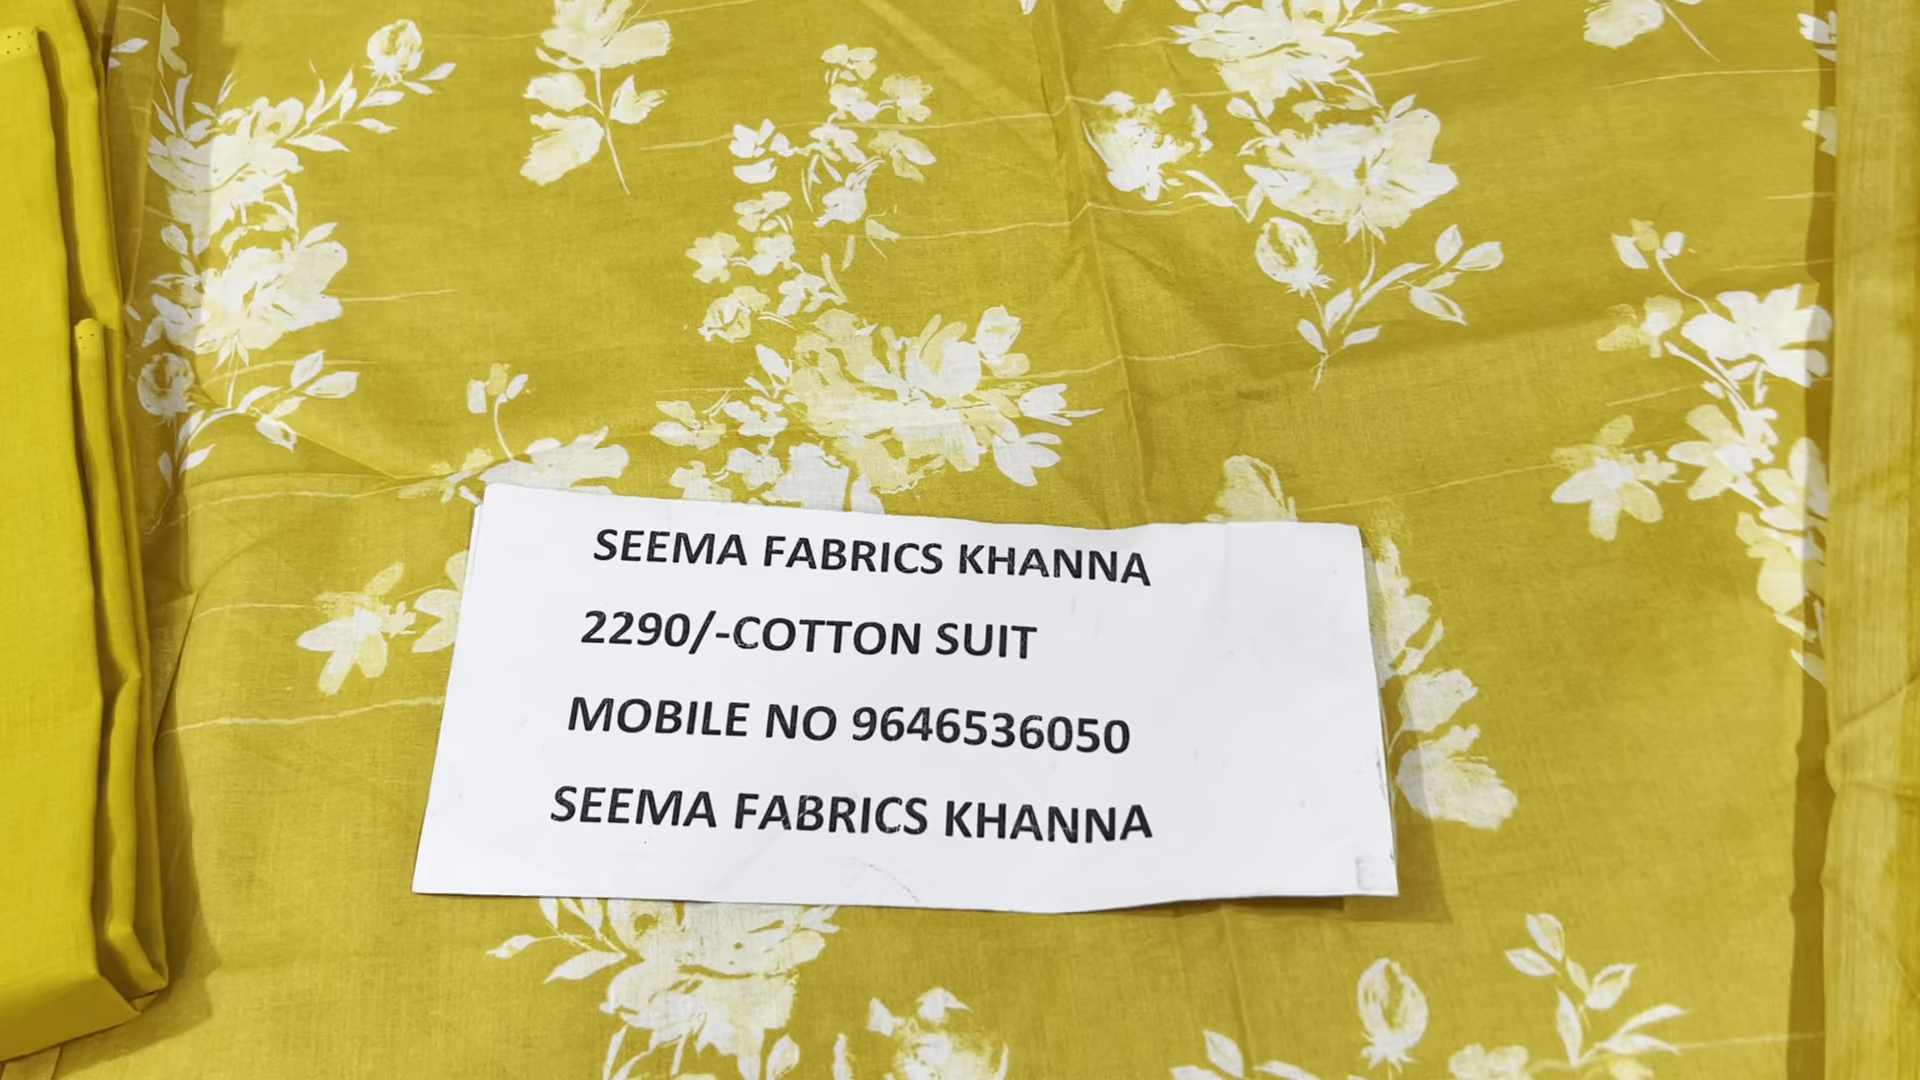 SEEMA FABRICS KHANNA
2290/-COTTON SUIT
MOBILE NO 9646536050
SEEMA FABRICS KHANNA